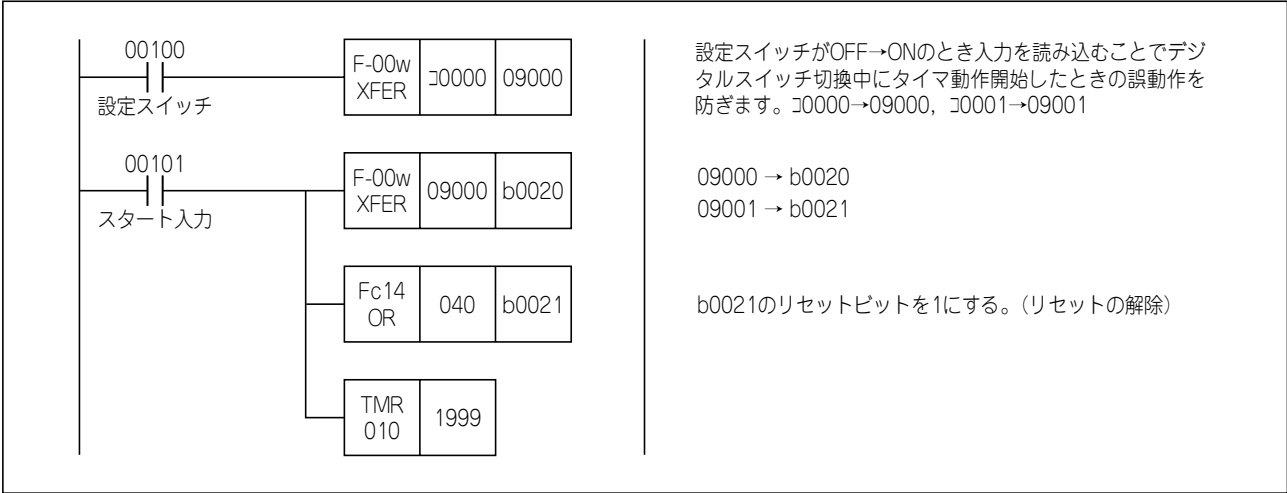 00100
設定スイッチ
F-00w
XFER
コ0000
09000
設定スイッチがOFF→ONのとき入力を読み込むことでデジ
タルスイッチ切換中にタイマ動作開始したときの誤動作を
防ぎます。コ0000→09000, コ0001→09001
00101
スタート入力
F-00w
XFER
09000
b0020
09000 → b0020
09001 → b0021
Fc14
OR
040
b0021
b0021のリセットビットを1にする。(リセットの解除)
TMR
010
1999